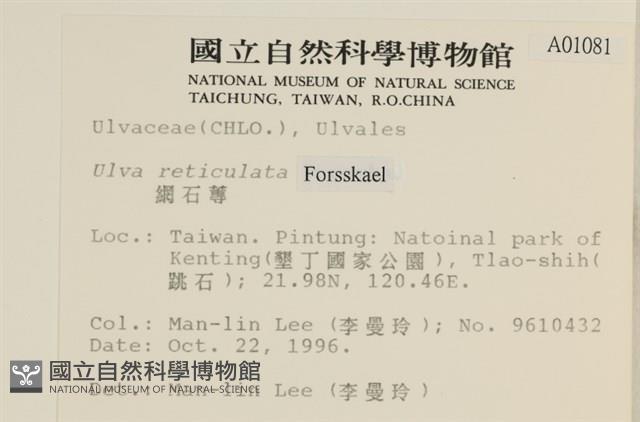 國立自然科學博物館
A01081
NATIONAL MUSEUM OF NATURAL SCIENCE
TAICHUNG, TAIWAN, R.O.CHINA
Ulvaceae(CHLO.), Ulvales
Ulva reticulata Forsskael
網石蓴
Loc.: Taiwan. Pintung: Natoinal park of
Kenting(墾丁國家公園), Tlao-shih(
跳石); 21.98N, 120.46E.
Col.: Man-lin Lee (李曼玲); No. 9610432
Date: Oct. 22, 1996.
國立自然科學博物館
NATIONAL MUSEUM OF NATURAL SCIENCE
Det.: Man-lin Lee (李曼玲)